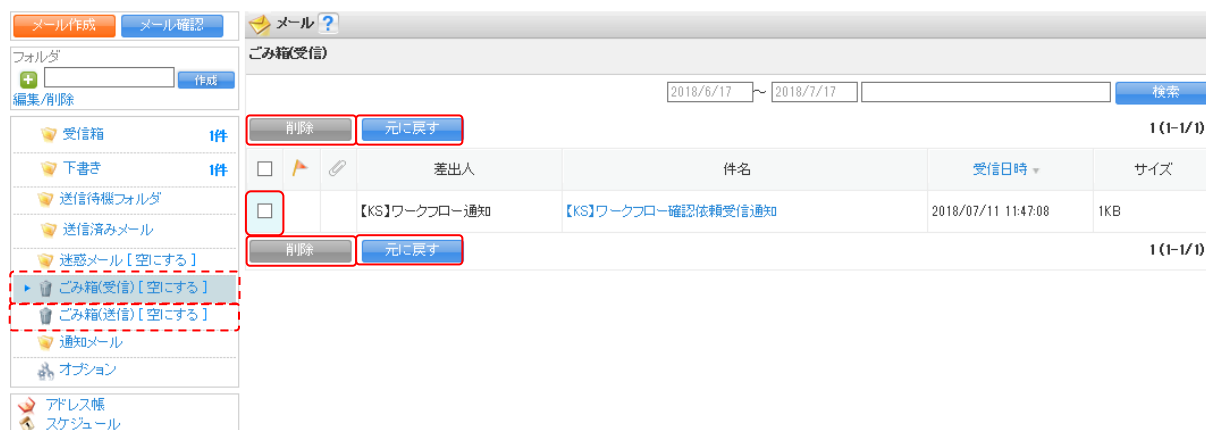 メール作成 メール確認
フォルダ
作成
編集/削除
受信箱 1件
下書き 1件
送信待機フォルダ
送信済みメール
迷惑メール [ 空にする ]
ごみ箱(受信) [ 空にする ]
ごみ箱(送信) [ 空にする ]
通知メール
オプション
アドレス帳
スケジュール
メール ?
ごみ箱(受信)
2018/6/17 ～ 2018/7/17 検索
削除 元に戻す 1 (1-1/1)
差出人 件名 受信日時 サイズ
【KS】ワークフロー通知 【KS】ワークフロー確認依頼受信通知 2018/07/11 11:47:08 1KB
削除 元に戻す 1 (1-1/1)